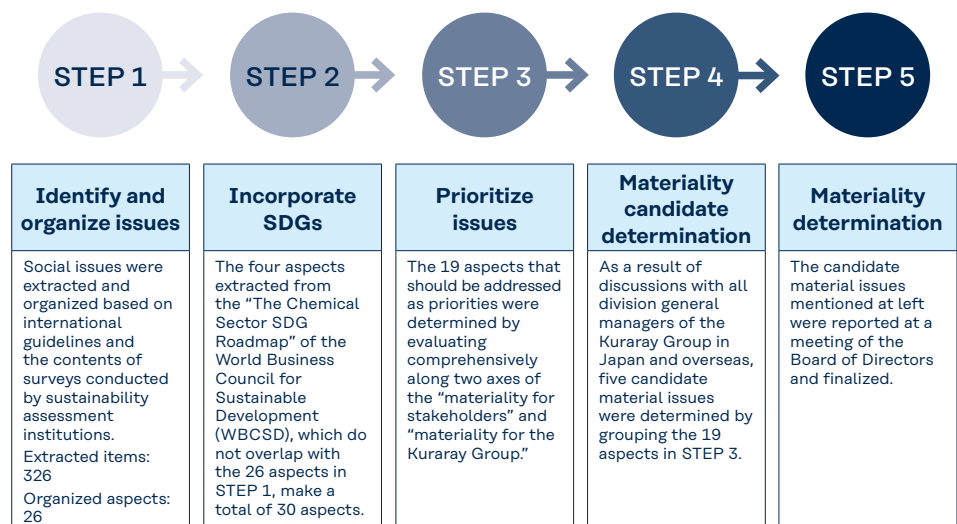 STEP 1
STEP 2
STEP 3
STEP 4
STEP 5
Identify and
organize issues
Social issues were
extracted and
organized based on
international
guidelines and
the contents of
surveys conducted
by sustainability
assessment
institutions.
Extracted items:
326
Organized aspects:
26
Incorporate
SDGs
The four aspects
extracted from
the “The Chemical
Sector SDG
Roadmap” of the
World Business
Council for
Sustainable
Development
(WBCSD), which do
not overlap with
the 26 aspects in
STEP 1, make a
total of 30 aspects.
Prioritize
issues
The 19 aspects that
should be addressed
as priorities were
determined by
evaluating
comprehensively
along two axes of
the “materiality for
stakeholders” and
“materiality for the
Kuraray Group.”
Materiality
candidate
determination
As a result of
discussions with all
division general
managers of the
Kuraray Group in
Japan and overseas,
five candidate
material issues
were determined by
grouping the 19
aspects in STEP 3.
Materiality
determination
The candidate
material issues
mentioned at left
were reported at a
meeting of the
Board of Directors
and finalized.